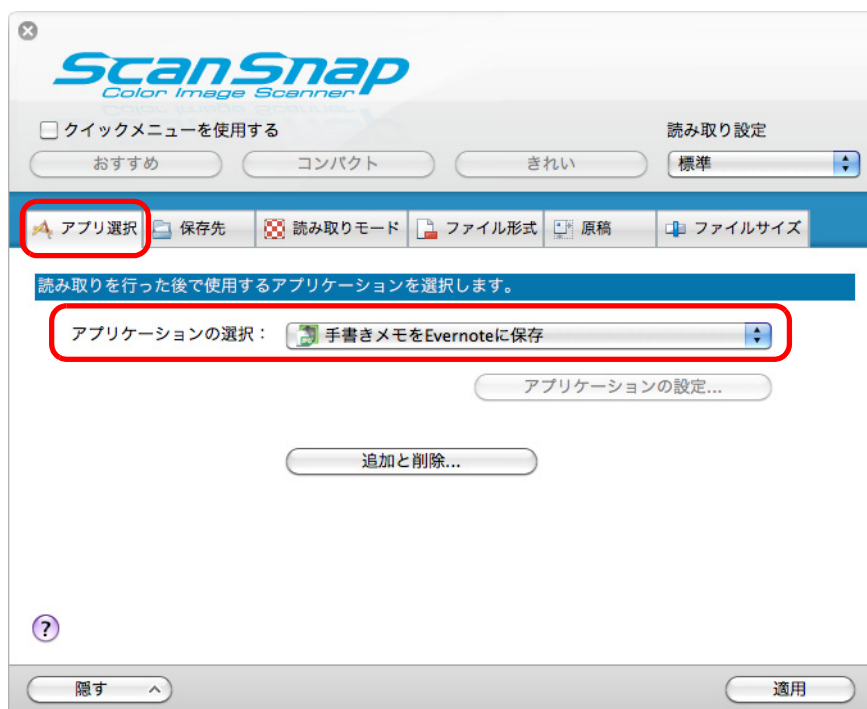 ScanSnap
Color Image Scanner
クイックメニューを使用する
読み取り設定
おすすめ
コンパクト
きれい
標準
アプリ選択
保存先
読み取りモード
ファイル形式
原稿
ファイルサイズ
読み取りを行った後で使用するアプリケーションを選択します。
アプリケーションの選択：
手書きメモをEvernoteに保存
アプリケーションの設定...
追加と削除...
?
隠す
適用